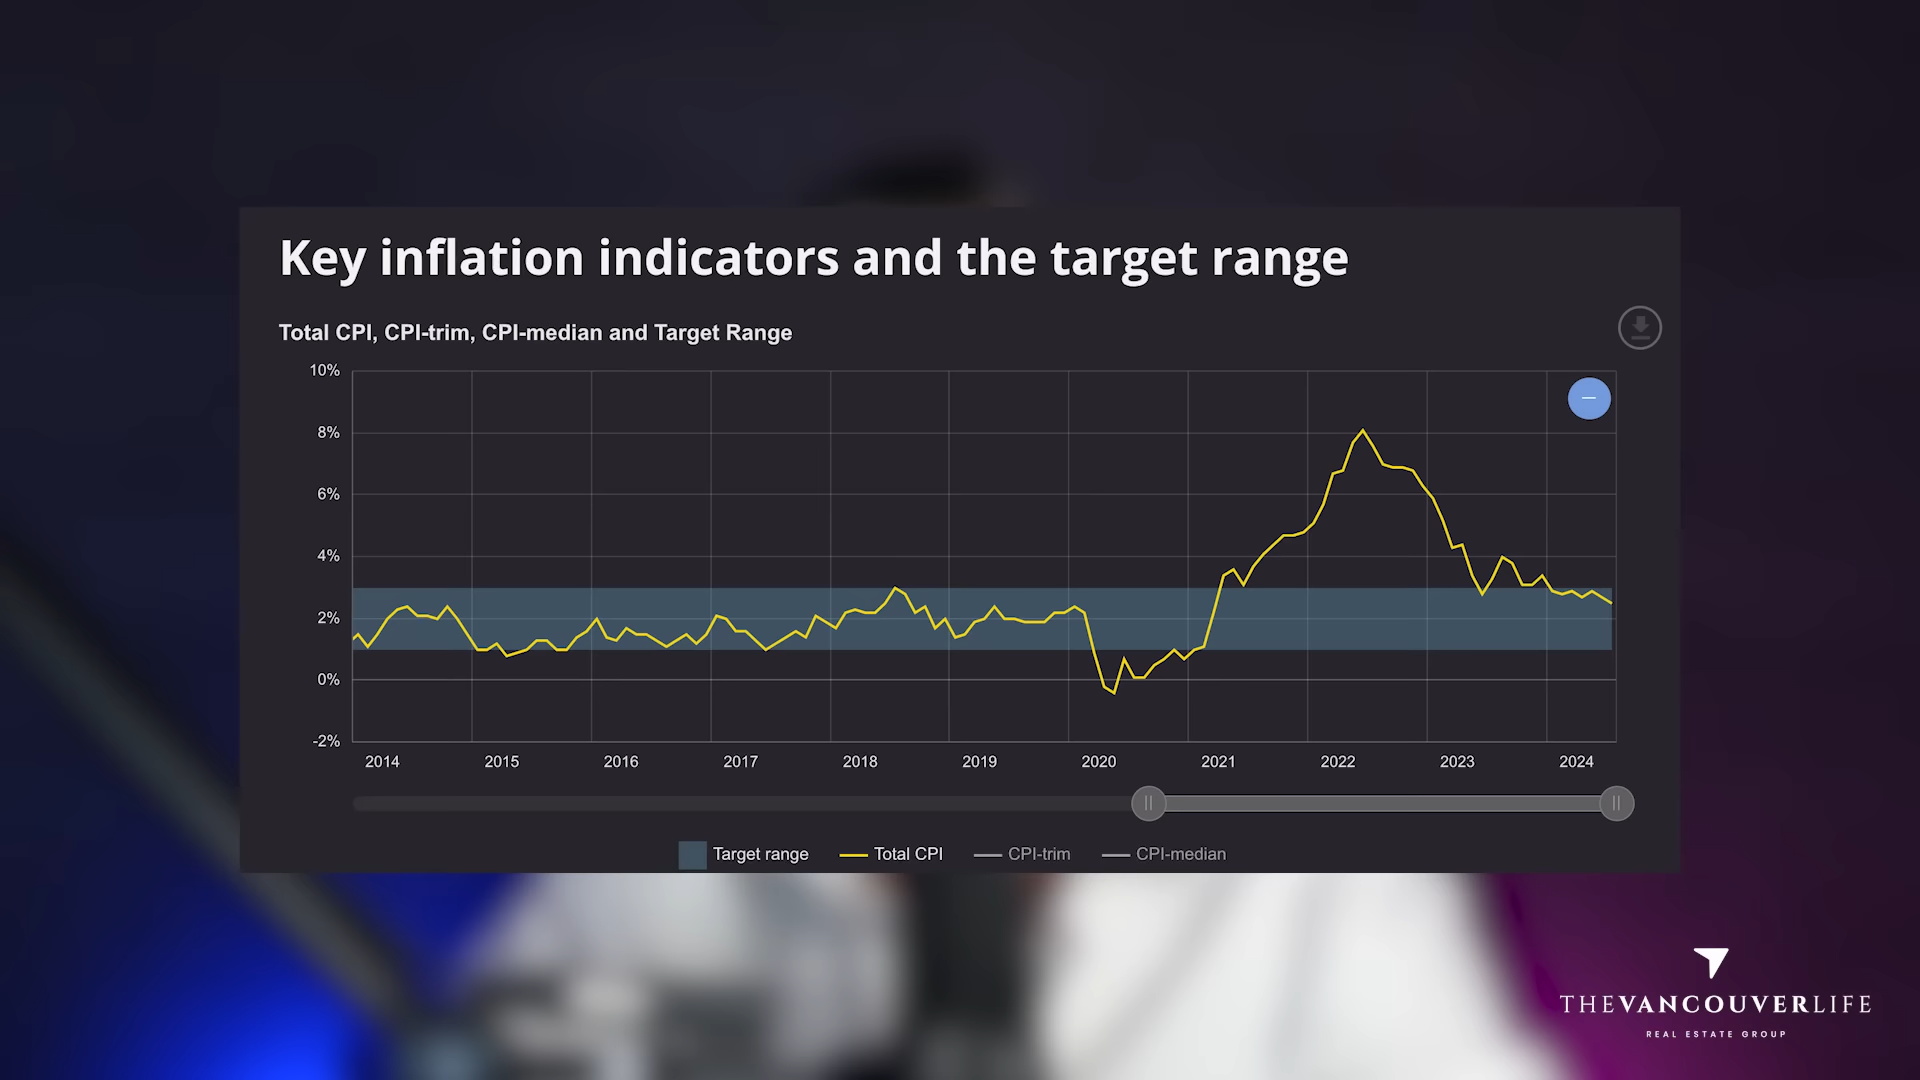 Key inflation indicators and the target range
Total CPI, CPI-trim, CPI-median and Target Range
10%
8%
6%
4%
2%
0%
-2%
2014 2015 2016 2017 2018 2019 2020 2021 2022 2023 2024
Target range Total CPI CPI-trim CPI-median
THEVANCOUVERLIFE
REAL ESTATE GROUP